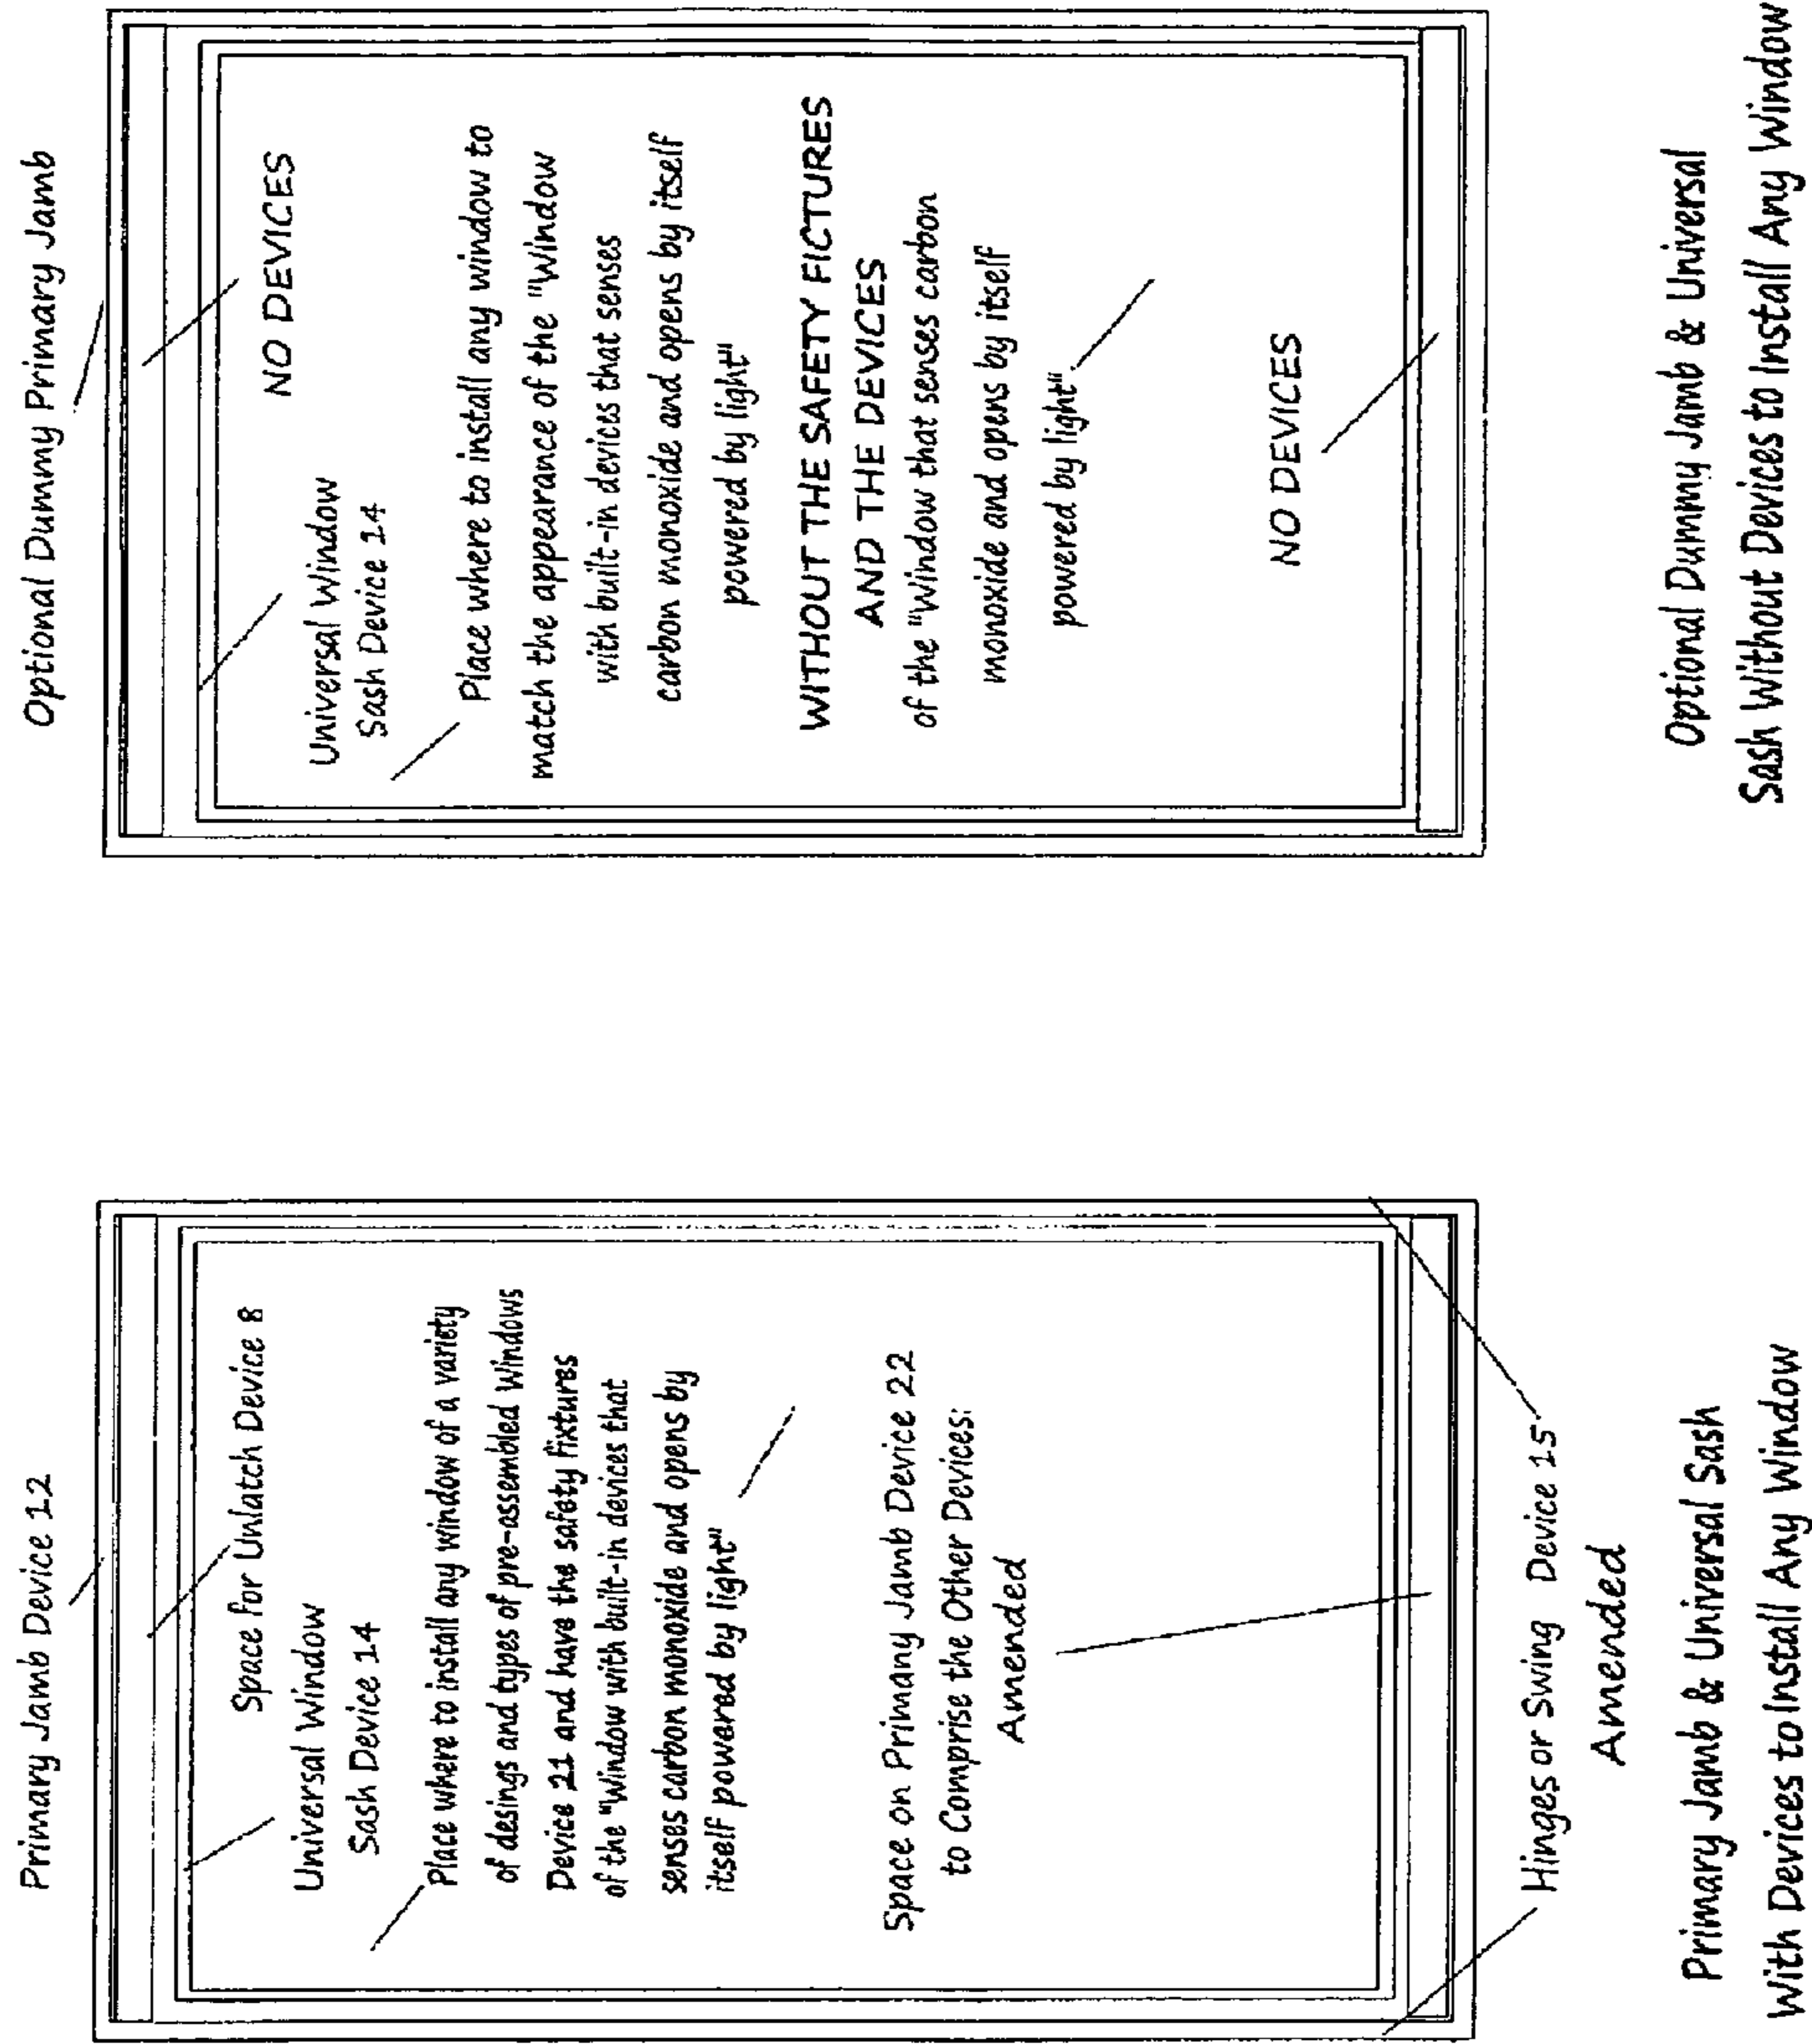 Primary Jamb Device 12
Space for Unlatch Device 8
Universal Window
Sash Device 14
Place where to install any window of a variety
of desings and types of pre-assembled Windows
Device 21 and have the safety fixtures
of the "Window with built-in devices that
senses carbon monoxide and opens by
itself powered by light"
Space on Primany Jamb Device 22
to Comprise the Other Devices:
Amended
Hinges or Swing Device 15
Amended
Primary Jamb & Universal Sash
With Devices to Install Any Window
Optional Dummy Primary Jamb
NO DEVICES
Universal Window
Sash Device 14
Place where to install any window to
match the appearance of the "Window
with built-in devices that senses
carbon monoxide and opens by itself
powered by light"
WITHOUT THE SAFETY FICTURES
AND THE DEVICES
of the "Window that senses carbon
monoxide and opens by itself
powered by light"
NO DEVICES
Optional Dummy Jamb & Universal
Sash Without Devices to Install Any Window